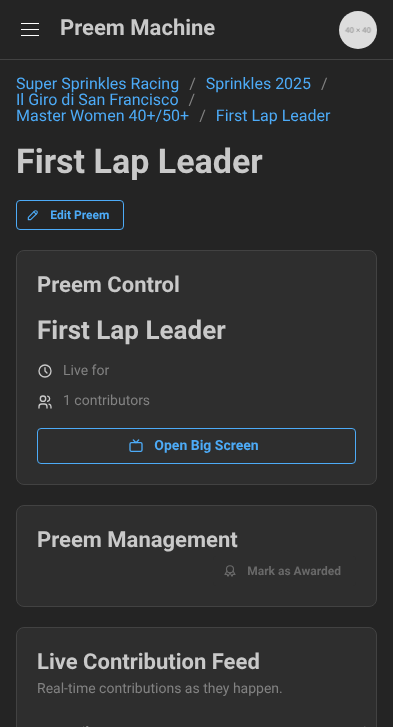 Preem Machine
40 × 40
Super Sprinkles Racing / Sprinkles 2025 /
Il Giro di San Francisco /
Master Women 40+/50+ / First Lap Leader
First Lap Leader
Edit Preem
Preem Control
First Lap Leader
Live for
1 contributors
Open Big Screen
Preem Management
Mark as Awarded
Live Contribution Feed
Real-time contributions as they happen.